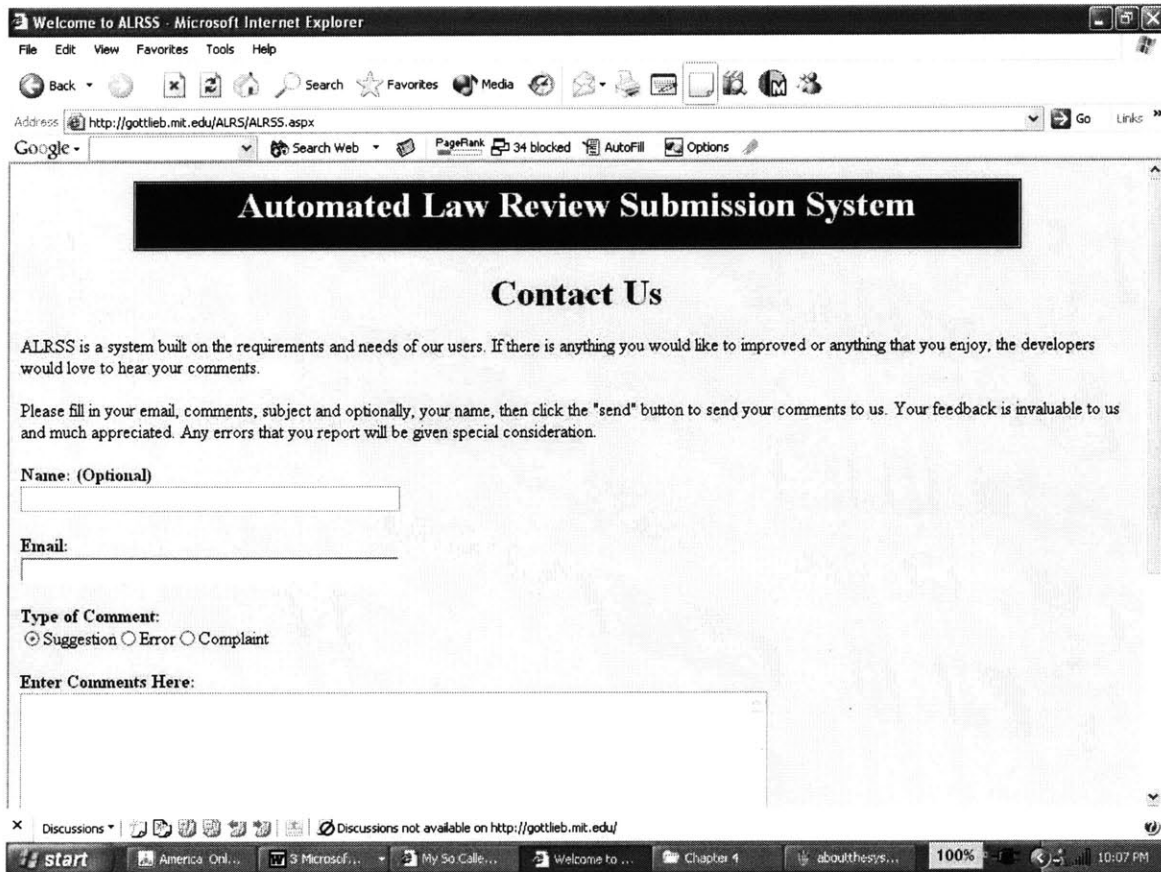 Welcome to ALRSS - Microsoft Internet Explorer
File Edit View Favorites Tools Help
Back Search Favorites Media
Address http://gottlieb.mit.edu/ALRS/ALRSS.aspx Go Links »
Google Search Web PageRank 34 blocked AutoFill Options
Automated Law Review Submission System
Contact Us
ALRSS is a system built on the requirements and needs of our users. If there is anything you would like to improved or anything that you enjoy, the developers
would love to hear your comments.
Please fill in your email, comments, subject and optionally, your name, then click the "send" button to send your comments to us. Your feedback is invaluable to us
and much appreciated. Any errors that you report will be given special consideration.
Name: (Optional)
Email:
Type of Comment:
Suggestion Error Complaint
Enter Comments Here:
Discussions Discussions not available on http://gottlieb.mit.edu/
start America Onl... 3 Microsof... My So Calle... Welcome to ... Chapter 4 aboutthesys... 100% 10:07 PM